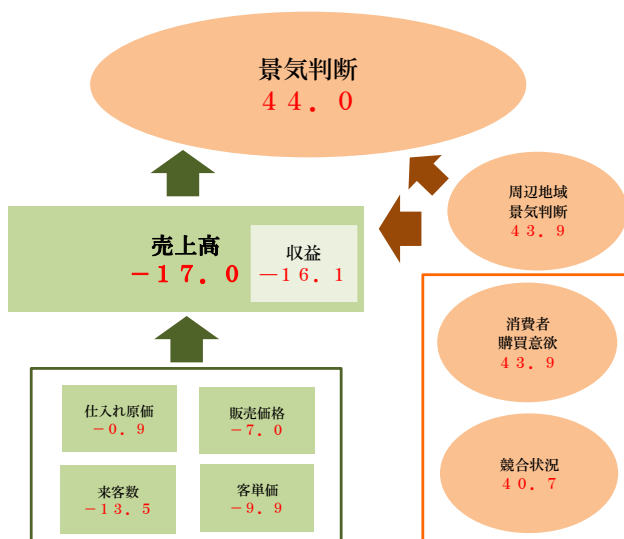 景気判断
44.0
周辺地域
景気判断
43.9
売上高
-17.0
収益
-16.1
消費者
購買意欲
43.9
仕入れ原価
-0.9
販売価格
-7.0
来客数
-13.5
客単価
-9.9
競合状況
40.7